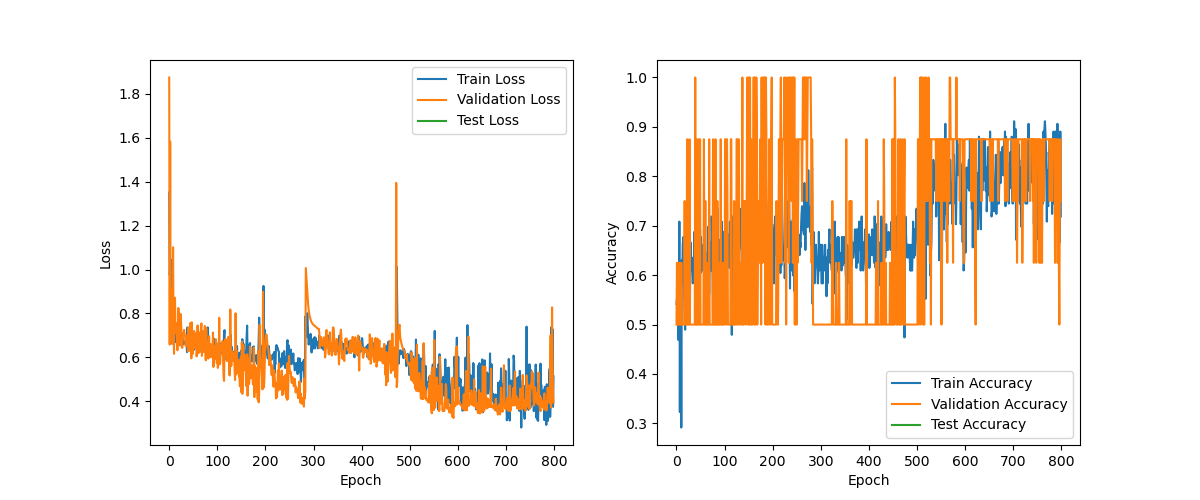 Train Loss
Validation Loss
Test Loss
Loss
1.8
1.6
1.4
1.2
1.0
0.8
0.6
0.4
0 100 200 300 400 500 600 700 800
Epoch
Accuracy
1.0
0.9
0.8
0.7
0.6
0.5
0.4
0.3
Train Accuracy
Validation Accuracy
Test Accuracy
0 100 200 300 400 500 600 700 800
Epoch